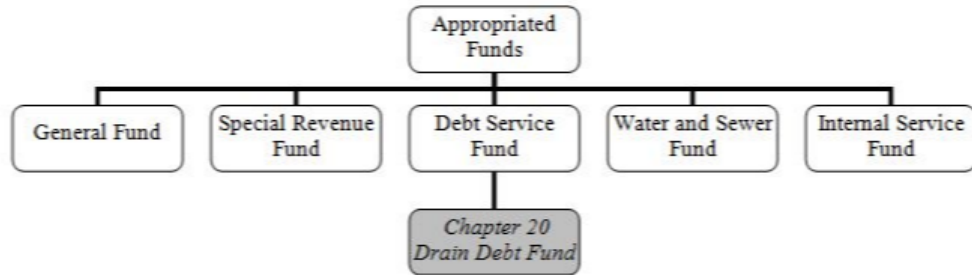 Appropriated
Funds
General Fund
Special Revenue
Fund
Debt Service
Fund
Water and Sewer
Fund
Internal Service
Fund
Chapter 20
Drain Debt Fund